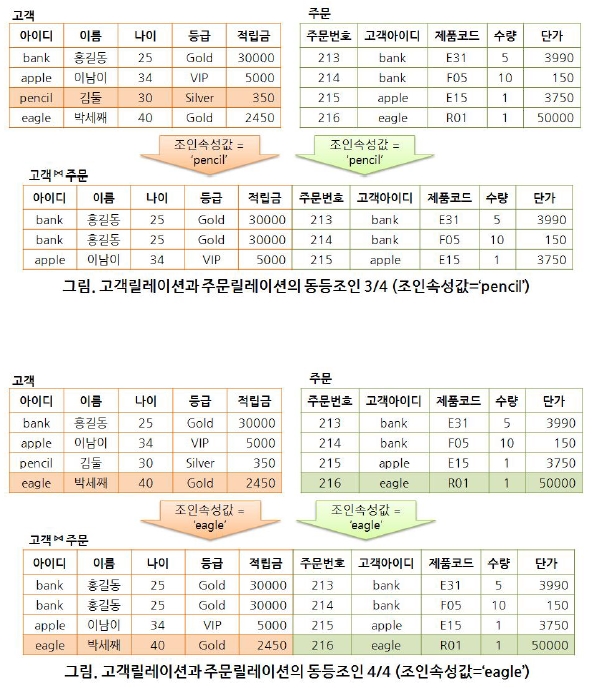 고객 주문
아이디 이름 나이 등급 적립금 주문번호 고객아이디 제품코드 수량 단가
bank 홍길동 25 Gold 30000 213 bank E31 5 3990
apple 이남이 34 VIP 5000 214 bank F05 10 150
pencil 김둘 30 Silver 350 215 apple E15 1 3750
eagle 박세째 40 Gold 2450 216 eagle R01 1 50000
조인속성값 = 조인속성값 =
‘pencil’ ‘pencil’
고객⋈주문
아이디 이름 나이 등급 적립금 주문번호 고객아이디 제품코드 수량 단가
bank 홍길동 25 Gold 30000 213 bank E31 5 3990
bank 홍길동 25 Gold 30000 214 bank F05 10 150
apple 이남이 34 VIP 5000 215 apple E15 1 3750
그림. 고객릴레이션과 주문릴레이션의 동등조인 3/4 (조인속성값=‘pencil’)
고객 주문
아이디 이름 나이 등급 적립금 주문번호 고객아이디 제품코드 수량 단가
bank 홍길동 25 Gold 30000 213 bank E31 5 3990
apple 이남이 34 VIP 5000 214 bank F05 10 150
pencil 김둘 30 Silver 350 215 apple E15 1 3750
eagle 박세째 40 Gold 2450 216 eagle R01 1 50000
조인속성값 = 조인속성값 =
‘eagle’ ‘eagle’
고객⋈주문
아이디 이름 나이 등급 적립금 주문번호 고객아이디 제품코드 수량 단가
bank 홍길동 25 Gold 30000 213 bank E31 5 3990
bank 홍길동 25 Gold 30000 214 bank F05 10 150
apple 이남이 34 VIP 5000 215 apple E15 1 3750
eagle 박세째 40 Gold 2450 216 eagle R01 1 50000
그림. 고객릴레이션과 주문릴레이션의 동등조인 4/4 (조인속성값=‘eagle’)